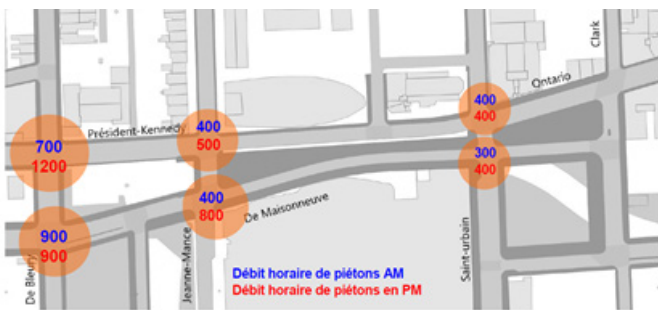 Clark
Ontario
400
400
Président-Kennedy
400
500
700
1200
300
400
400
800
De Maisonneuve
900
900
De Bleury
Jeanne-Mance
Saint-urbain
Débit horaire de piétons AM
Débit horaire de piétons en PM